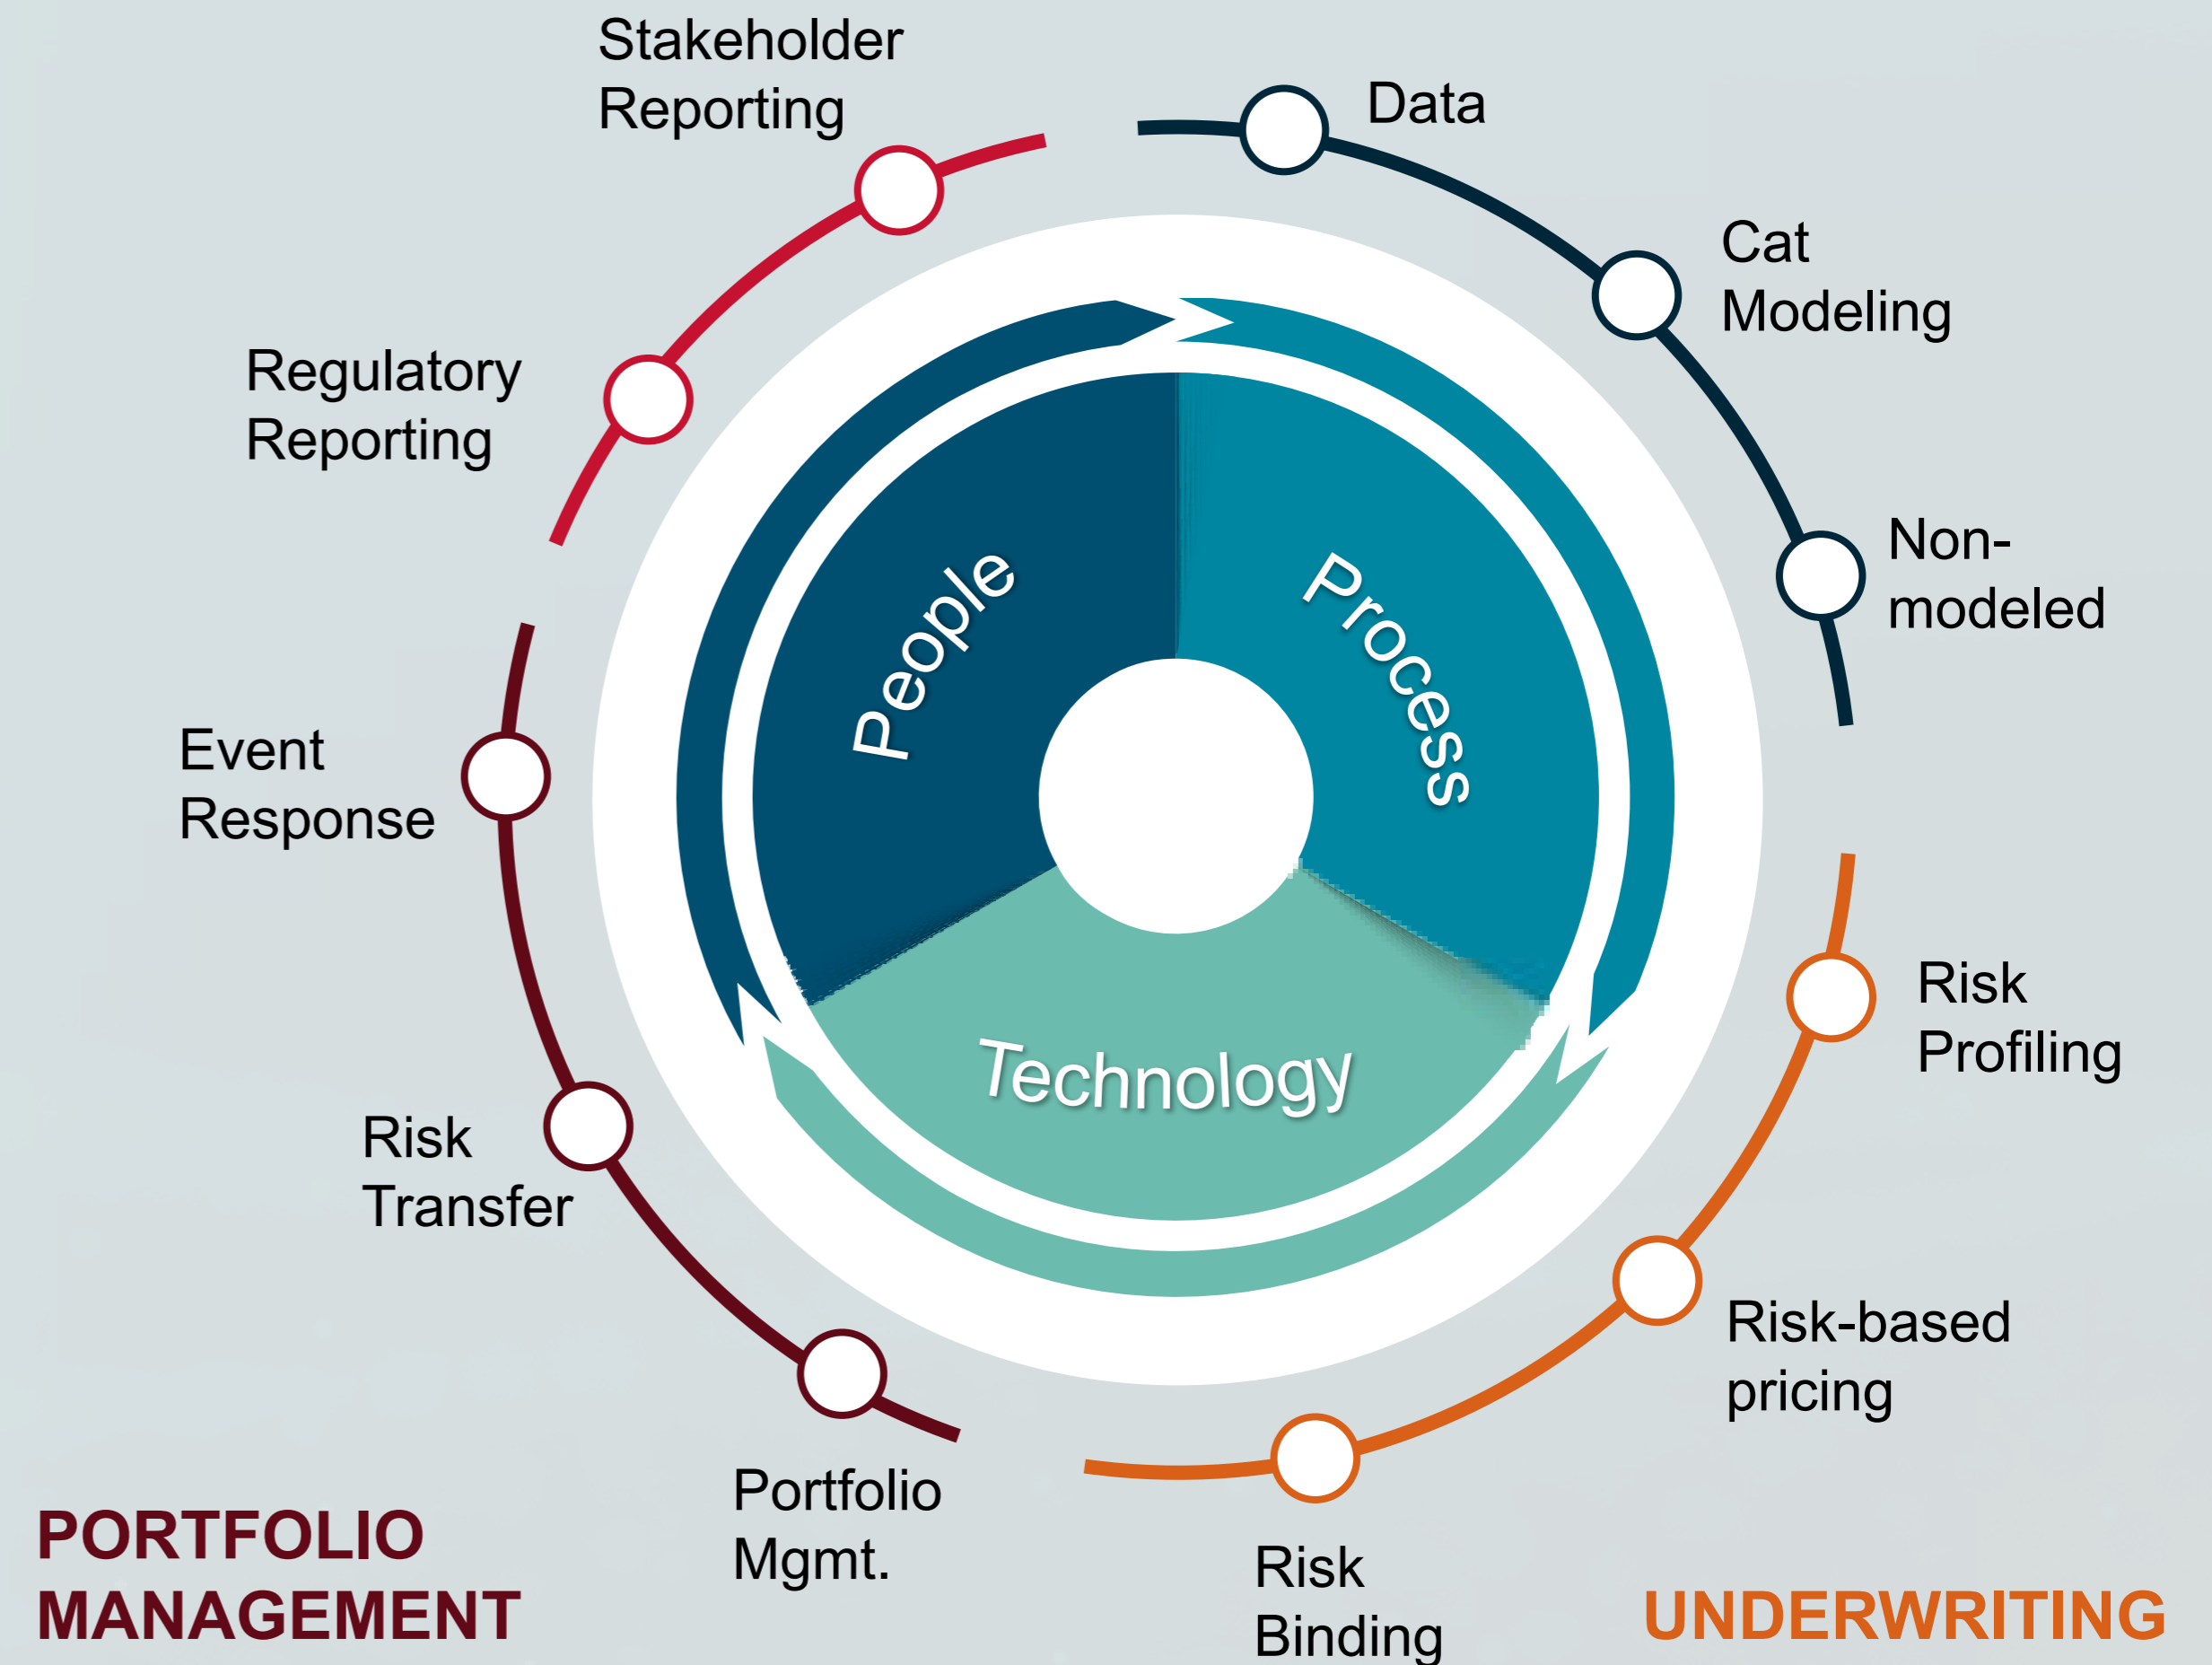 Stakeholder
Reporting
Data
Cat
Modeling
Non-
modeled
Regulatory
Reporting
People
Process
Technology
Event
Response
Risk
Profiling
Risk
Transfer
Risk-based
pricing
Portfolio
Mgmt.
Risk
Binding
PORTFOLIO
MANAGEMENT
UNDERWRITING